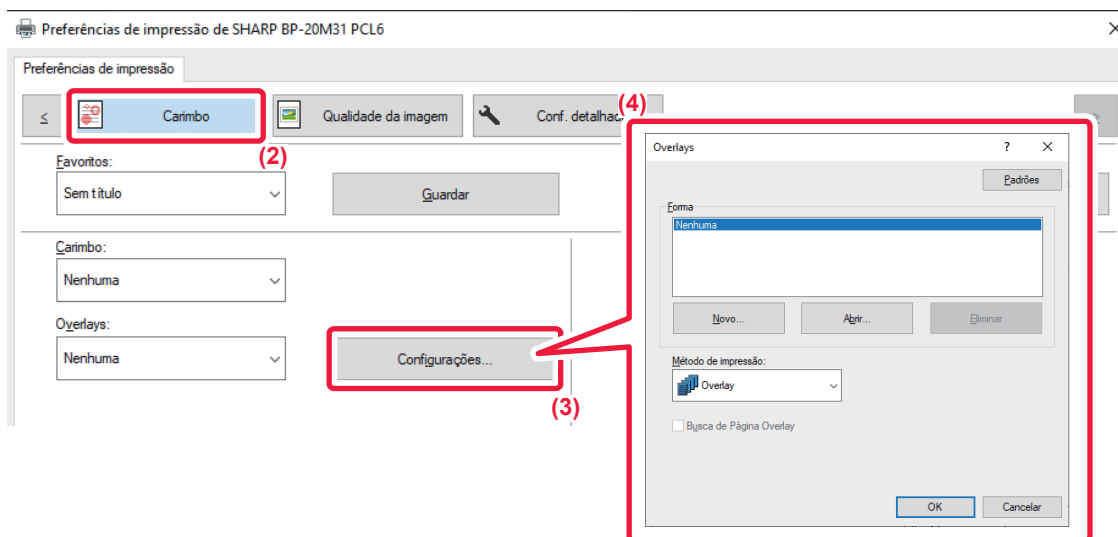 Preferências de impressão de SHARP BP-20M31 PCL6
Preferências de impressão
<
Carimbo
Qualidade da imagem
Conf.
(2)
(4)
Favoritos:
Sem título
Guardar
Carimbo:
Nenhuma
Overlays:
Nenhuma
Configurações...
(3)
Overlays
?
Padrões
Forma
Nenhuma
Novo...
Abrir...
Eliminar
Método de impressão:
Overlay
Busca de Página Overlay
OK
Cancelar